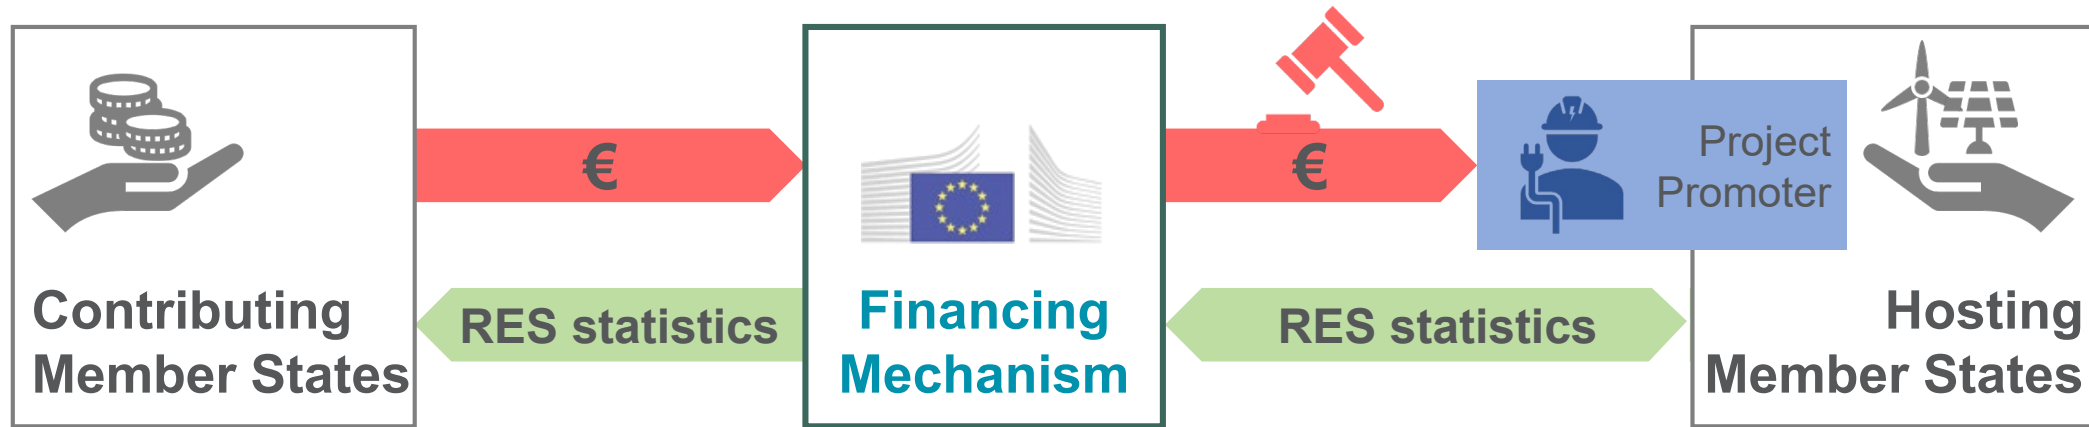 €
€
Project
Promoter
Contributing
Member States
RES statistics
Financing
Mechanism
RES statistics
Hosting
Member States